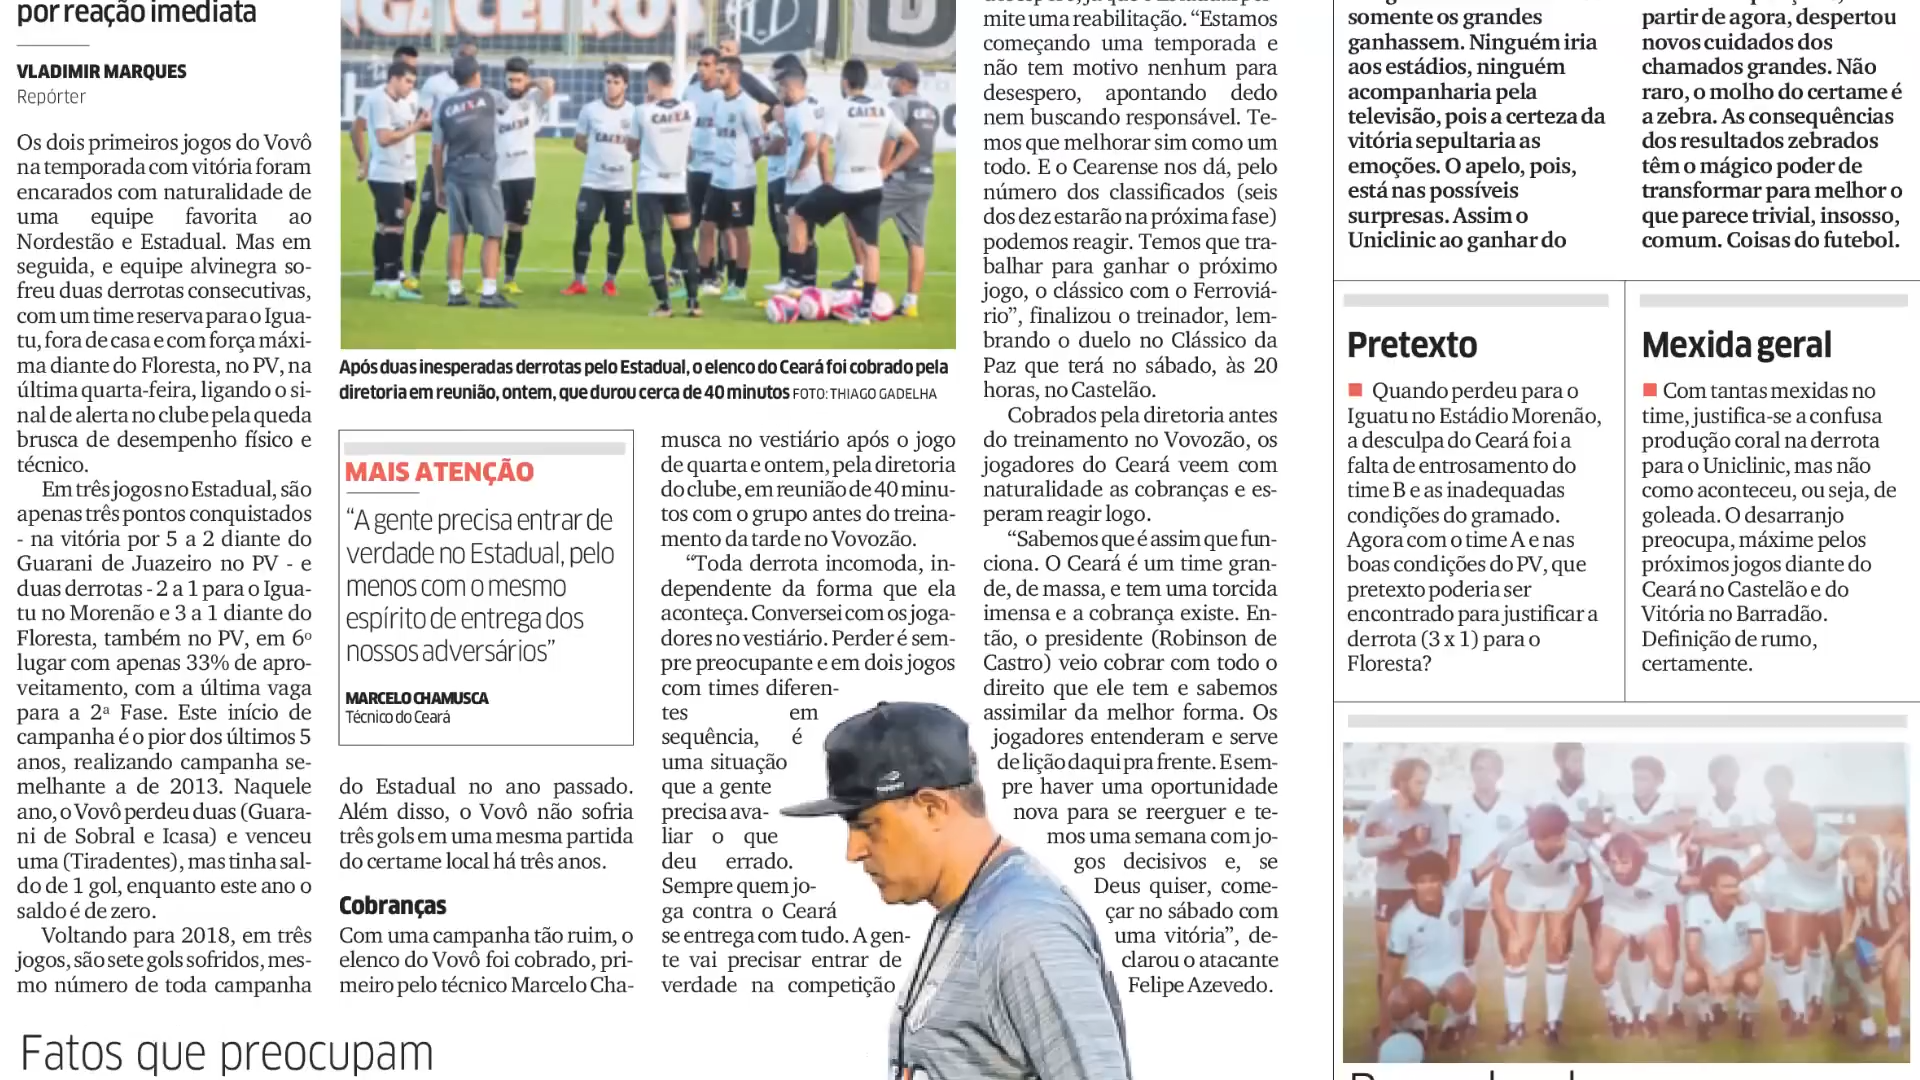 por reação imediata
VLADIMIR MARQUES
Repórter
Os dois primeiros jogos do Vovô
na temporada com vitória foram
encarados com naturalidade de
uma equipe favorita ao
Nordestão e Estadual. Mas em
seguida, e equipe alvinegra so-
freu duas derrotas consecutivas,
com um time reserva para o Igua-
tu, fora de casa e com força máxi-
ma diante do Floresta, no PV, na
última quarta-feira, ligando o si-
nal de alerta no clube pela queda
brusca de desempenho físico e
técnico.
Em três jogos no Estadual, são
apenas três pontos conquistados
- na vitória por 5 a 2 diante do
Guarani de Juazeiro no PV - e
duas derrotas - 2 a 1 para o Igua-
tu no Morenão e 3 a 1 diante do
Floresta, também no PV, em 6º
lugar com apenas 33% de apro-
veitamento, com a última vaga
para a 2ª Fase. Este início de
campanha é o pior dos últimos 5
anos, realizando campanha se-
melhante a de 2013. Naquele
ano, o Vovô perdeu duas (Guara-
ni de Sobral e Icasa) e venceu
uma (Tiradentes), mas tinha sal-
do de 1 gol, enquanto este ano o
saldo é de zero.
Voltando para 2018, em três
jogos, são sete gols sofridos, mes-
mo número de toda campanha
CAIXA
CAIXA
CAIXA
CAIXA
CAIXA
CAIXA
Após duas inesperadas derrotas pelo Estadual, o elenco do Ceará foi cobrado pela
diretoria em reunião, ontem, que durou cerca de 40 minutos FOTO: THIAGO GADELHA
MAIS ATENÇÃO
“A gente precisa entrar de
verdade no Estadual, pelo
menos com o mesmo
espírito de entrega dos
nossos adversários”
MARCELO CHAMUSCA
Técnico do Ceará
do Estadual no ano passado.
Além disso, o Vovô não sofria
três gols em uma mesma partida
do certame local há três anos.
Cobranças
Com uma campanha tão ruim, o
elenco do Vovô foi cobrado, pri-
meiro pelo técnico Marcelo Cha-
musca no vestiário após o jogo
de quarta e ontem, pela diretoria
do clube, em reunião de 40 minu-
tos com o grupo antes do treina-
mento da tarde no Vovozão.
“Toda derrota incomoda, in-
dependente da forma que ela
aconteça. Conversei com os joga-
dores no vestiário. Perder é sem-
pre preocupante e em dois jogos
com times diferen-
tes em
sequência, é
uma situação
que a gente
precisa ava-
liar o que
deu errado.
Sempre quem jo-
ga contra o Ceará
se entrega com tudo. A gen-
te vai precisar entrar de
verdade na competição
mite uma reabilitação. “Estamos
começando uma temporada e
não tem motivo nenhum para
desespero, apontando dedo
nem buscando responsável. Te-
mos que melhorar sim como um
todo. E o Cearense nos dá, pelo
número dos classificados (seis
dos dez estarão na próxima fase)
podemos reagir. Temos que tra-
balhar para ganhar o próximo
jogo, o clássico com o Ferroviá-
rio”, finalizou o treinador, lem-
brando o duelo no Clássico da
Paz que terá no sábado, às 20
horas, no Castelão.
Cobrados pela diretoria antes
do treinamento no Vovozão, os
jogadores do Ceará veem com
naturalidade as cobranças e es-
peram reagir logo.
“Sabemos que é assim que fun-
ciona. O Ceará é um time gran-
de, de massa, e tem uma torcida
imensa e a cobrança existe. En-
tão, o presidente (Robinson de
Castro) veio cobrar com todo o
direito que ele tem e sabemos
assimilar da melhor forma. Os
jogadores entenderam e serve
de lição daqui pra frente. E sem-
pre haver uma oportunidade
nova para se reerguer e te-
mos uma semana com jo-
gos decisivos e, se
Deus quiser, come-
çar no sábado com
uma vitória”, de-
clarou o atacante
Felipe Azevedo.
Fatos que preocupam
somente os grandes
ganhassem. Ninguém iria
aos estádios, ninguém
acompanharia pela
televisão, pois a certeza da
vitória sepultaria as
emoções. O apelo, pois,
está nas possíveis
surpresas. Assim o
Uniclinic ao ganhar do
partir de agora, despertou
novos cuidados dos
chamados grandes. Não
raro, o molho do certame é
a zebra. As consequências
dos resultados zebrados
têm o mágico poder de
transformar para melhor o
que parece trivial, insosso,
comum. Coisas do futebol.
Pretexto
Quando perdeu para o
Iguatu no Estádio Morenão,
a desculpa do Ceará foi a
falta de entrosamento do
time B e as inadequadas
condições do gramado.
Agora com o time A e nas
boas condições do PV, que
pretexto poderia ser
encontrado para justificar a
derrota (3 x 1) para o
Floresta?
Mexida geral
Com tantas mexidas no
time, justifica-se a confusa
produção coral na derrota
para o Uniclinic, mas não
como aconteceu, ou seja, de
goleada. O desarranjo
preocupa, máxime pelos
próximos jogos diante do
Ceará no Castelão e do
Vitória no Barradão.
Definição de rumo,
certamente.